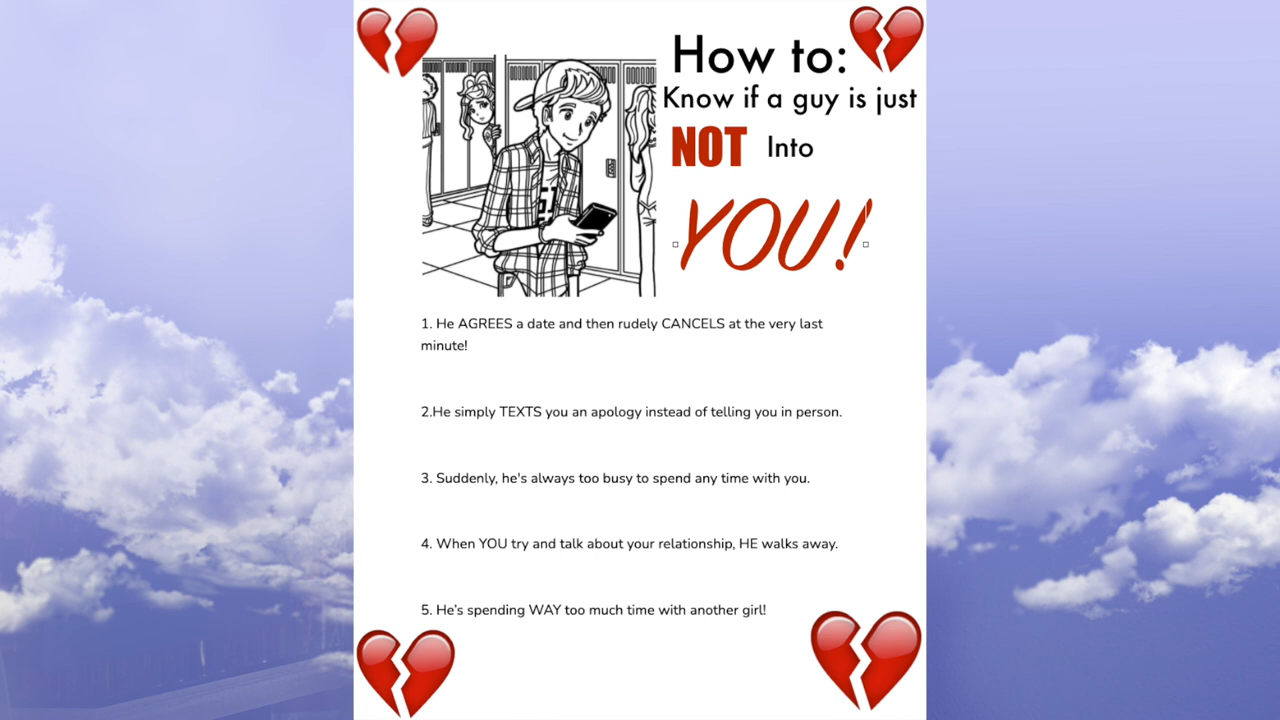 How to:
Know if a guy is just
NOT Into
YOU!
1. He AGREES a date and then rudely CANCELS at the very last
minute!
2.He simply TEXTS you an apology instead of telling you in person.
3. Suddenly, he's always too busy to spend any time with you.
4. When YOU try and talk about your relationship, HE walks away.
5. He’s spending WAY too much time with another girl!